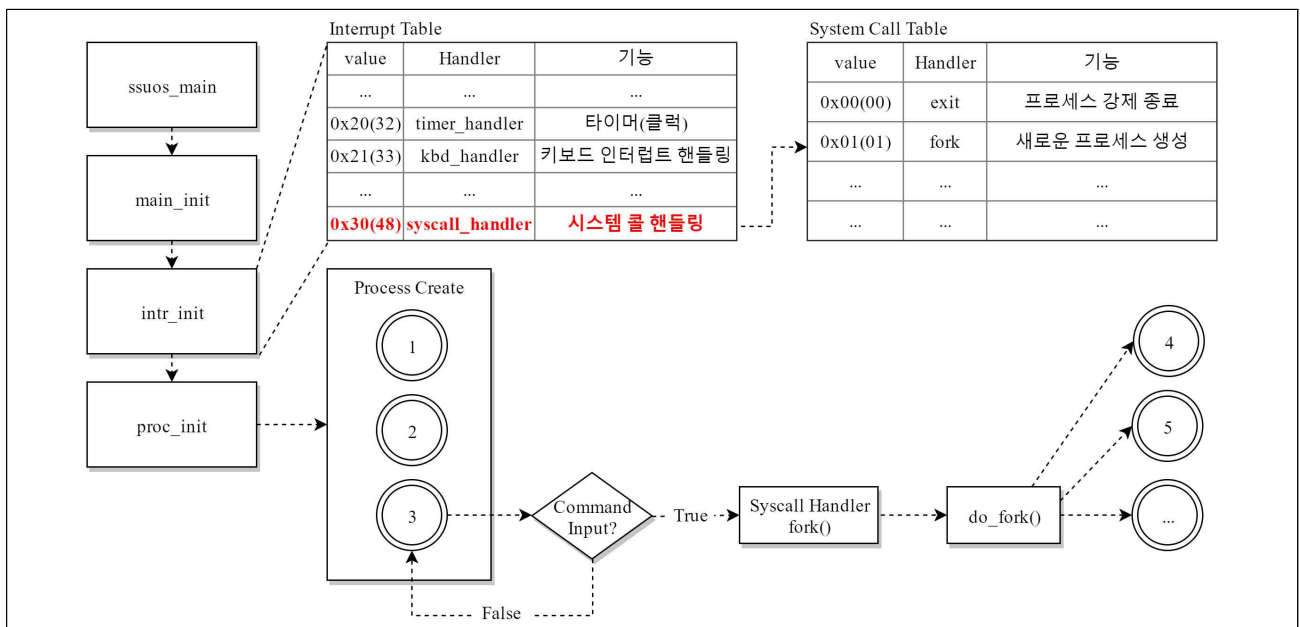 Interrupt Table
value Handler 기능
... ... ...
0x20(32) timer_handler 타이머(클럭)
0x21(33) kbd_handler 키보드 인터럽트 핸들링
... ... ...
0x30(48) syscall_handler 시스템 콜 핸들링
System Call Table
value Handler 기능
0x00(00) exit 프로세스 강제 종료
0x01(01) fork 새로운 프로세스 생성
... ... ...
... ... ...
ssuos_main
main_init
intr_init
proc_init
Process Create
1
2
3
Command
Input?
True
False
Syscall Handler
fork()
do_fork()
4
5
...